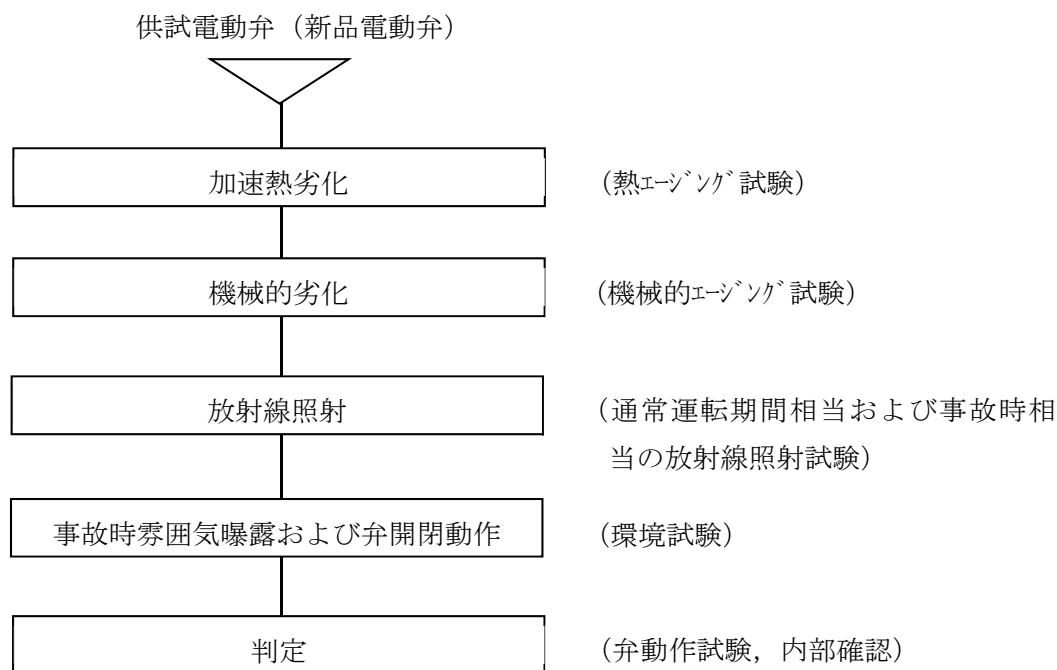 供試電動弁（新品電動弁）
加速熱劣化
（熱ｴｰｼﾞﾝｸﾞ試験）
機械的劣化
（機械的ｴｰｼﾞﾝｸﾞ試験）
放射線照射
（通常運転期間相当および事故時相
当の放射線照射試験）
事故時雰囲気曝露および弁開閉動作
（環境試験）
判定
（弁動作試験，内部確認）